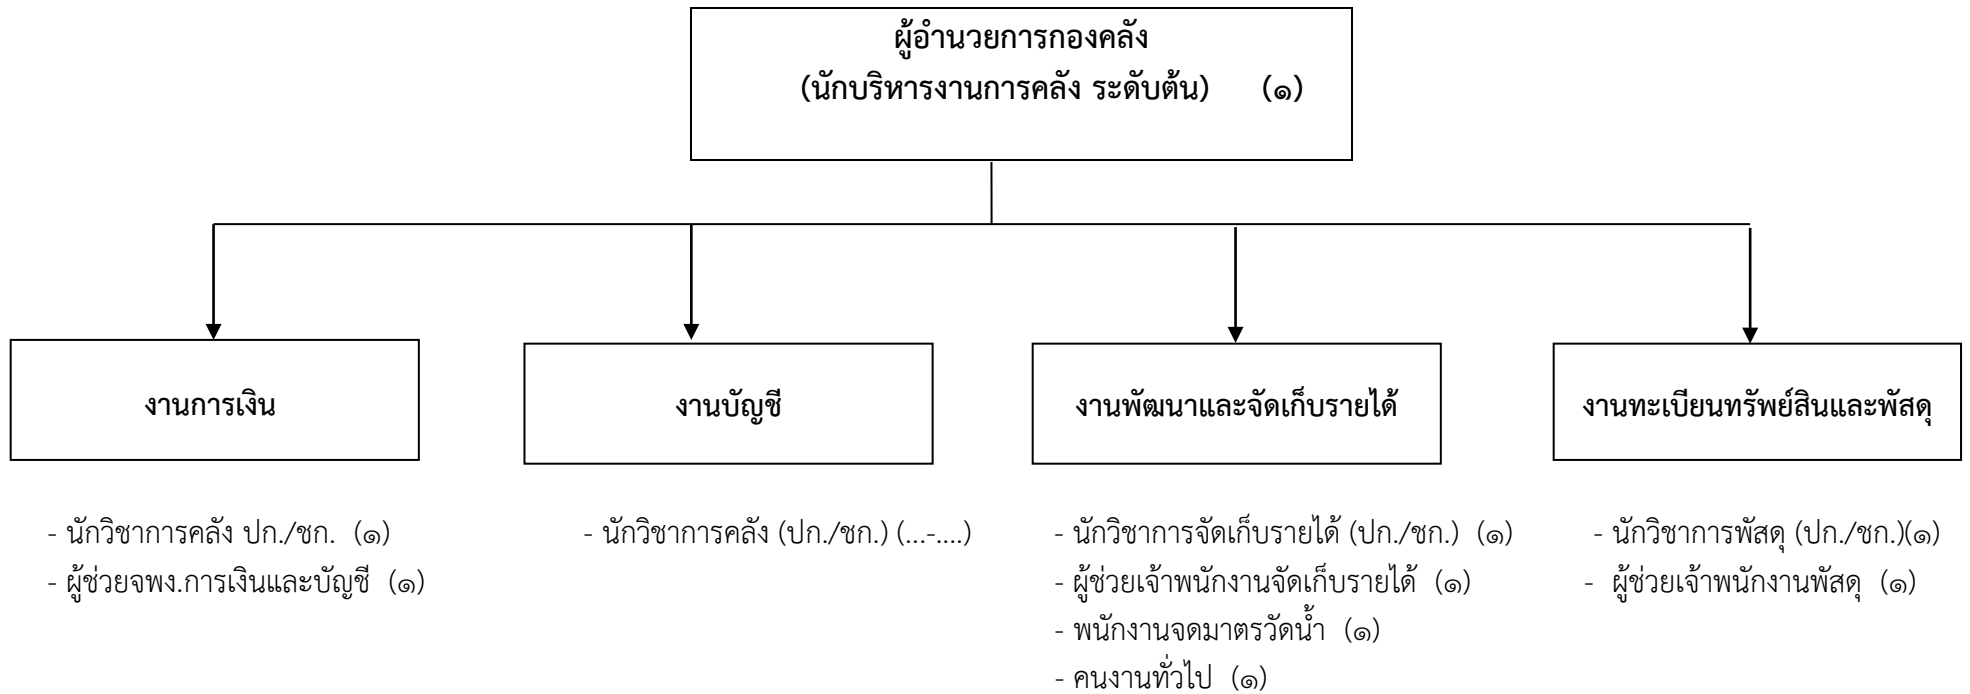 ผู้อำนวยการกองคลัง
(นักบริหารงานการคลัง ระดับต้น) (๑)
งานการเงิน
- นักวิชาการคลัง ปก./ชก. (๑)
- ผู้ช่วยจพง.การเงินและบัญชี (๑)
งานบัญชี
- นักวิชาการคลัง (ปก./ชก.) (...-....)
งานพัฒนาและจัดเก็บรายได้
- นักวิชาการจัดเก็บรายได้ (ปก./ชก.) (๑)
- ผู้ช่วยเจ้าพนักงานจัดเก็บรายได้ (๑)
- พนักงานจดมาตรวัดน้ำ (๑)
- คนงานทั่วไป (๑)
งานทะเบียนทรัพย์สินและพัสดุ
- นักวิชาการพัสดุ (ปก./ชก.)(๑)
- ผู้ช่วยเจ้าพนักงานพัสดุ (๑)